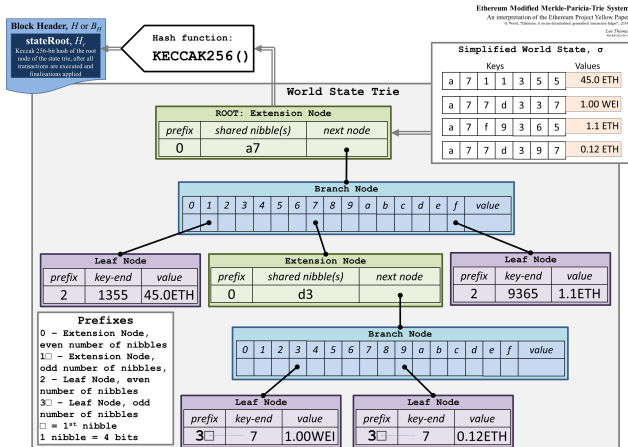 Ethereum Modified Merkle-Paricia-Trie System
An interpretation of the Ethereum Project Yellow Paper
G. Wood, "Ethereum: A secure decentralised generalised transaction ledger", 2014
Lee Thomas
Block Header, H or B_H
stateRoot, H_r
Keccak 256-bit hash of the root
node of the state trie, after all
transactions are executed and
finalisations applied
Hash function:
KECCAK256()
Simplified World State, σ
Keys Values
a 7 1 1 3 5 5 45.0 ETH
a 7 7 d 3 3 7 1.00 WEI
a 7 f 9 3 6 5 1.1 ETH
a 7 7 d 3 9 7 0.12 ETH
World State Trie
ROOT: Extension Node
prefix shared nibble(s) next node
0 a7
Branch Node
0 1 2 3 4 5 6 7 8 9 a b c d e f value
Leaf Node
prefix key-end value
2 1355 45.0ETH
Extension Node
prefix shared nibble(s) next node
0 d3
Leaf Node
prefix key-end value
2 9365 1.1ETH
Prefixes
0 – Extension Node,
even number of nibbles
1□ – Extension Node,
odd number of nibbles,
2 – Leaf Node, even
number of nibbles
3□ – Leaf Node, odd
number of nibbles
□ = 1st nibble
1 nibble = 4 bits
Branch Node
0 1 2 3 4 5 6 7 8 9 a b c d e f value
Leaf Node
prefix key-end value
3□ 7 1.00WEI
Leaf Node
prefix key-end value
3□ 7 0.12ETH